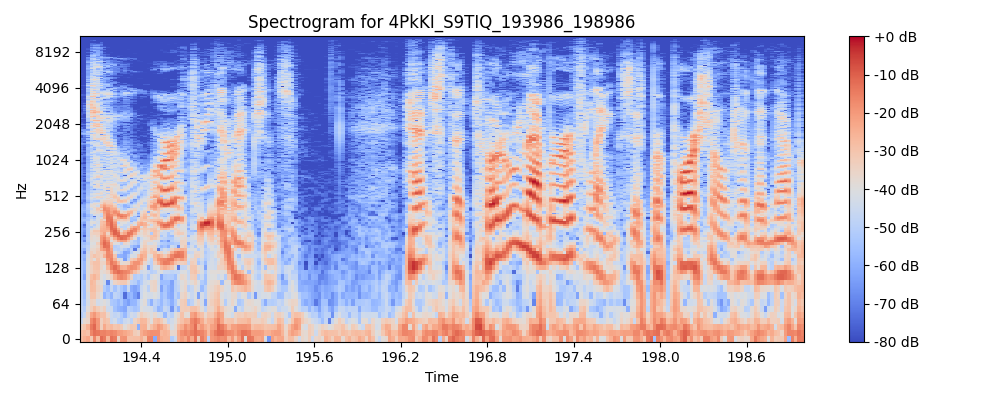 Spectrogram for 4PkKI_S9TIQ_193986_198986
8192
4096
2048
1024
512
256
128
64
0
Hz
194.4 195.0 195.6 196.2 196.8 197.4 198.0 198.6
Time
+0 dB
-10 dB
-20 dB
-30 dB
-40 dB
-50 dB
-60 dB
-70 dB
-80 dB